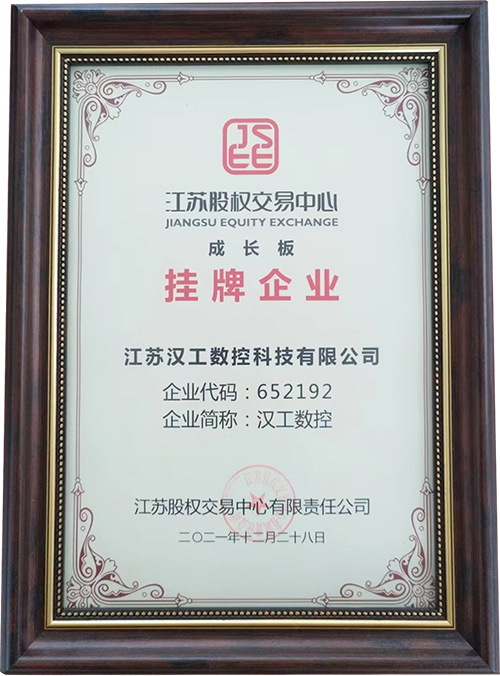 JS
EE
江苏股权交易中心
JIANGSU EQUITY EXCHANGE
成长板
挂牌企业
江苏汉工数控科技有限公司
企业代码：652192
企业简称：汉工数控
江苏股权交易中心有限责任公司
二〇二一年十二月二十八日